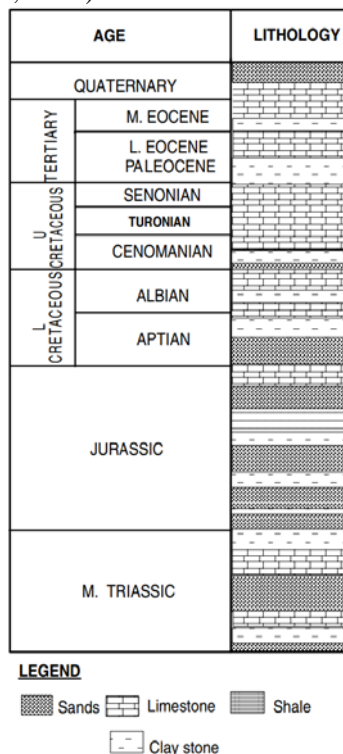 AGE LITHOLOGY
QUATERNARY
TERTIARY
M. EOCENE
L. EOCENE
PALEOCENE
U
CRETACEOUS
SENONIAN
TURONIAN
CENOMANIAN
L
CRETACEOUS
ALBIAN
APTIAN
JURASSIC
M. TRIASSIC
LEGEND
Sands Limestone Shale
Clay stone